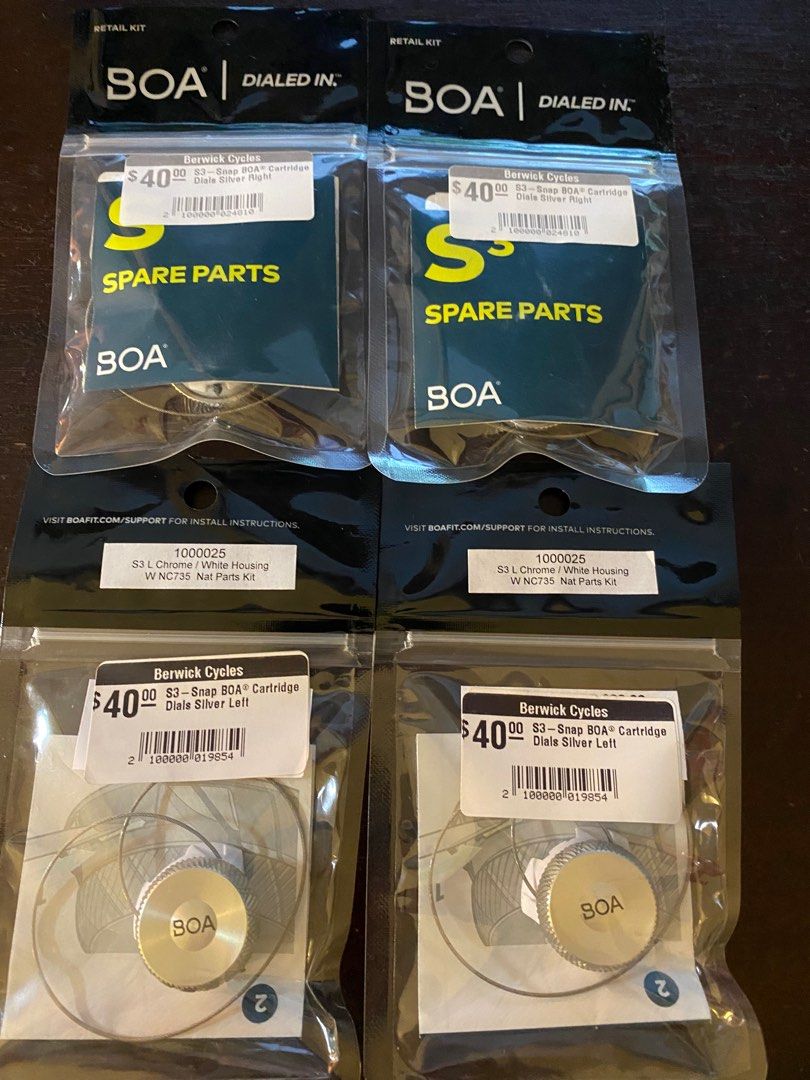 RETAIL KIT
BOA® | DIALED IN.™
Berwick Cycles
$40.00 S3-Snap BOA® Cartridge
Dials Silver Right
2 100000 024810
S
SPARE PARTS
BOA®
RETAIL KIT
BOA® | DIALED IN.™
Berwick Cycles
$40.00 S3-Snap BOA® Cartridge
Dials Silver Right
2 100000 024810
S3
SPARE PARTS
BOA®
VISIT BOAFIT.COM/SUPPORT FOR INSTALL INSTRUCTIONS.
1000025
S3 L Chrome / White Housing
W NC735 Nat Parts Kit
Berwick Cycles
$40.00 S3-Snap BOA® Cartridge
Dials Silver Left
2 100000 019854
BOA
2
VISIT BOAFIT.COM/SUPPORT FOR INSTALL INSTRUCTIONS.
1000025
S3 L Chrome / White Housing
W NC735 Nat Parts Kit
Berwick Cycles
$40.00 S3-Snap BOA® Cartridge
Dials Silver Left
2 100000 019854
BOA
2